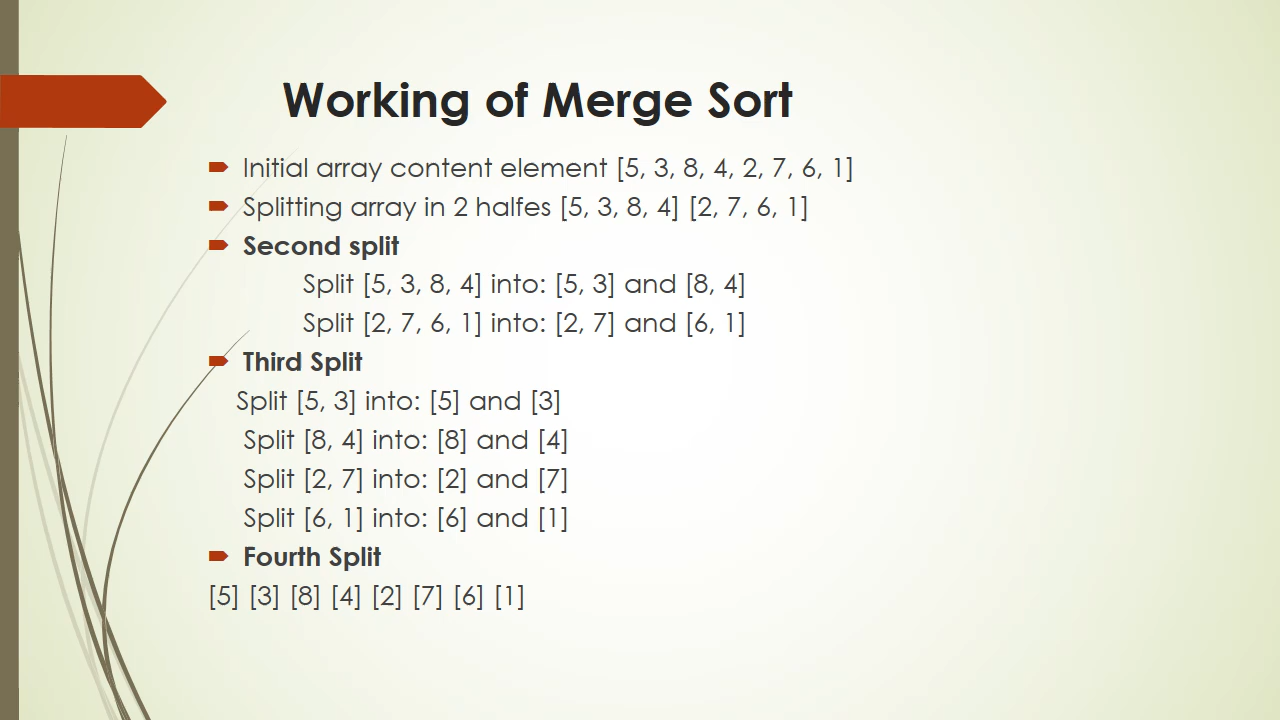 Working of Merge Sort
Initial array content element [5, 3, 8, 4, 2, 7, 6, 1]
Splitting array in 2 halfes [5, 3, 8, 4] [2, 7, 6, 1]
Second split
Split [5, 3, 8, 4] into: [5, 3] and [8, 4]
Split [2, 7, 6, 1] into: [2, 7] and [6, 1]
Third Split
Split [5, 3] into: [5] and [3]
Split [8, 4] into: [8] and [4]
Split [2, 7] into: [2] and [7]
Split [6, 1] into: [6] and [1]
Fourth Split
[5] [3] [8] [4] [2] [7] [6] [1]